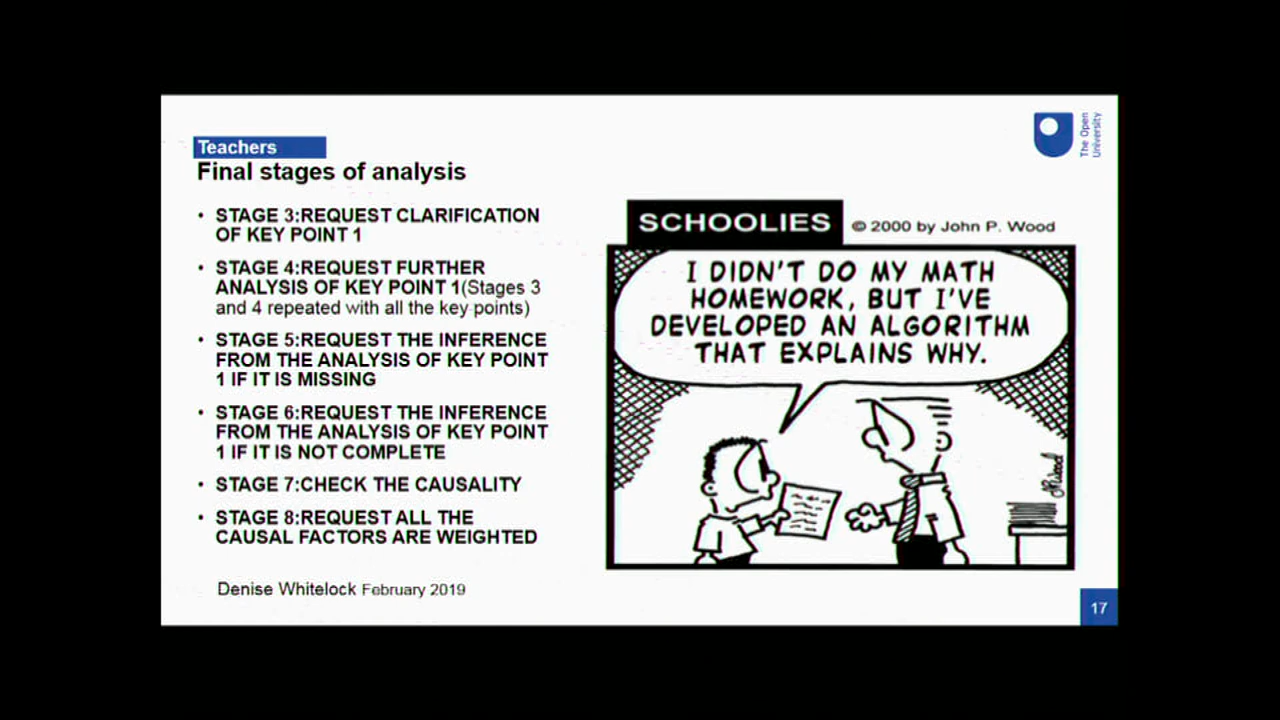 Teachers
Final stages of analysis
• STAGE 3:REQUEST CLARIFICATION
OF KEY POINT 1
• STAGE 4:REQUEST FURTHER
ANALYSIS OF KEY POINT 1(Stages 3
and 4 repeated with all the key points)
• STAGE 5:REQUEST THE INFERENCE
FROM THE ANALYSIS OF KEY POINT
1 IF IT IS MISSING
• STAGE 6:REQUEST THE INFERENCE
FROM THE ANALYSIS OF KEY POINT
1 IF IT IS NOT COMPLETE
• STAGE 7:CHECK THE CAUSALITY
• STAGE 8:REQUEST ALL THE
CAUSAL FACTORS ARE WEIGHTED
Denise Whitelock February 2019
The Open
University
SCHOOLIES © 2000 by John P. Wood
I DIDN'T DO MY MATH
HOMEWORK, BUT I'VE
DEVELOPED AN ALGORITHM
THAT EXPLAINS WHY.
JPWood
17